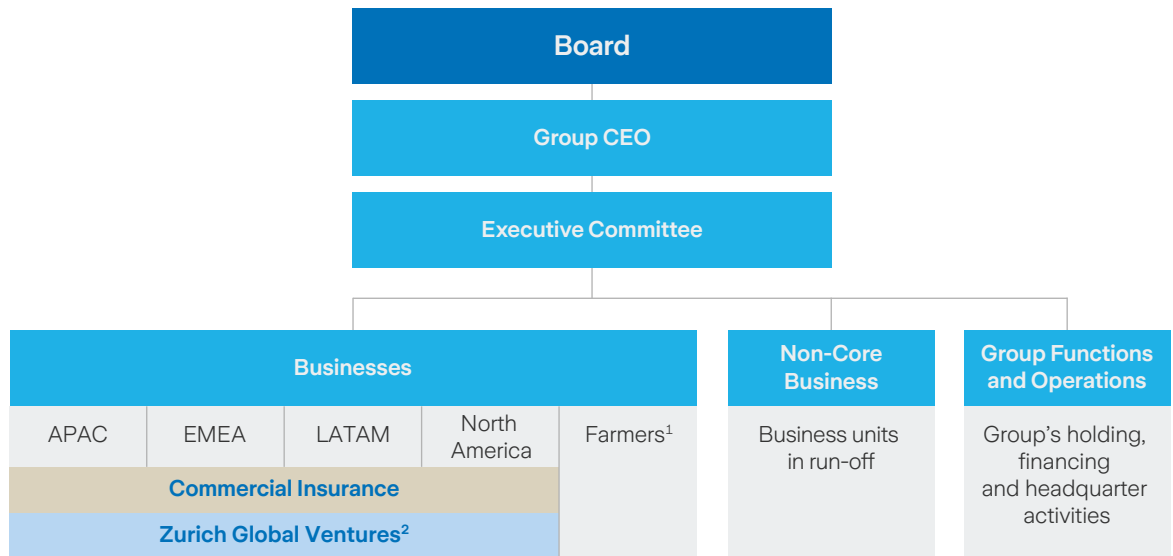 Board
Group CEO
Executive Committee
Businesses
Non-Core
Business
Group Functions
and Operations
APAC
EMEA
LATAM
North
America
Farmers¹
Commercial Insurance
Zurich Global Ventures²
Business units
in run-off
Group’s holding,
financing
and headquarter
activities